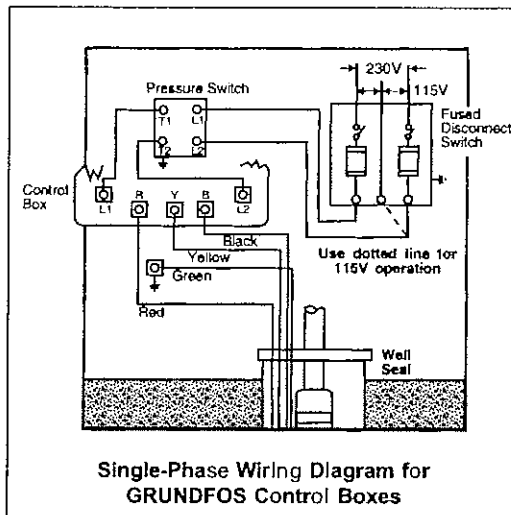 230V
115V
Pressure Switch
Fused
Disconnect
Switch
T1 L1
T2 L2
Control
Box
L1 R Y B L2
Black
Yellow
Green
Use dotted line for
115V operation
Red
Well
Seal
Single-Phase Wiring Diagram for
GRUNDFOS Control Boxes